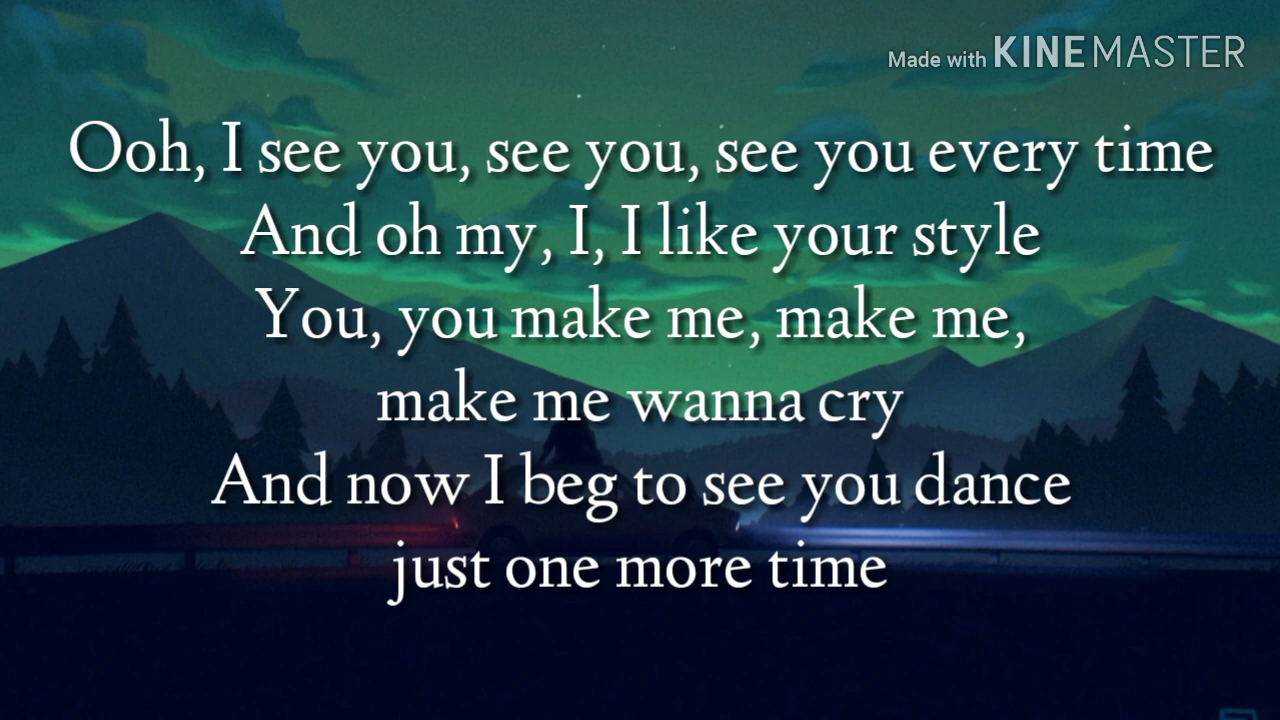 Made with KINEMASTER
Ooh, I see you, see you, see you every time
And oh my, I, I like your style
You, you make me, make me,
make me wanna cry
And now I beg to see you dance
just one more time